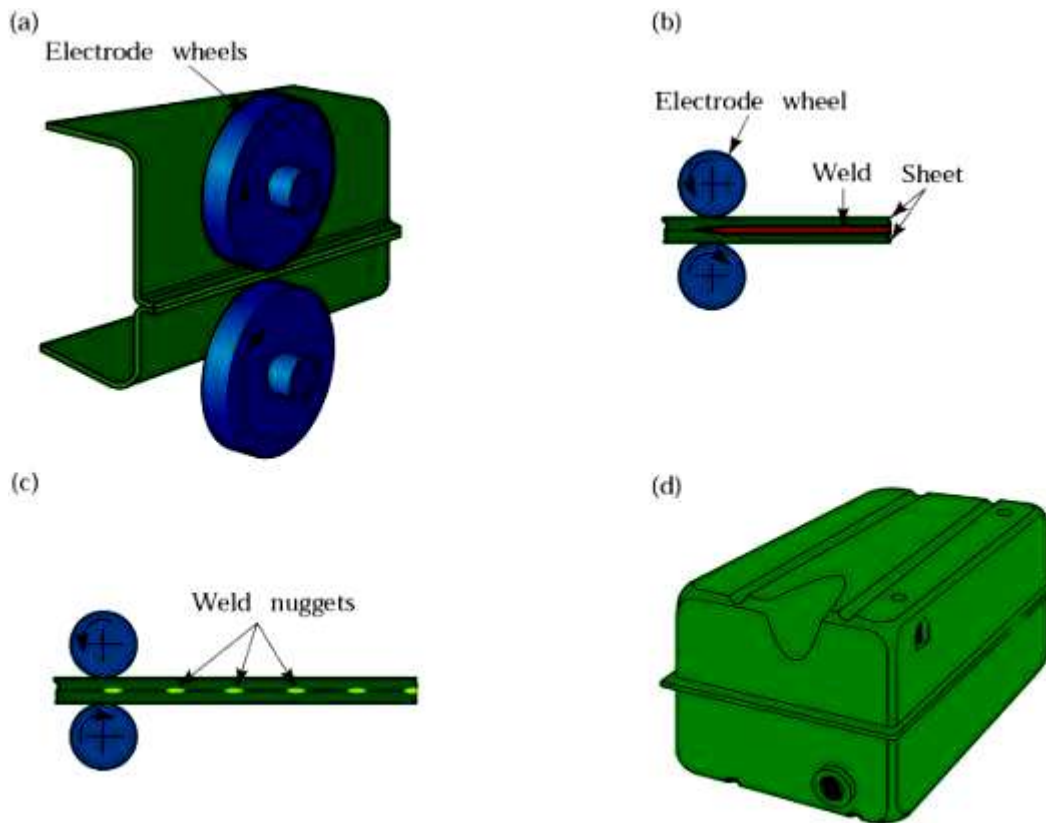 (a)
Electrode wheels
(b)
Electrode wheel
Weld Sheet
(c)
Weld nuggets
(d)